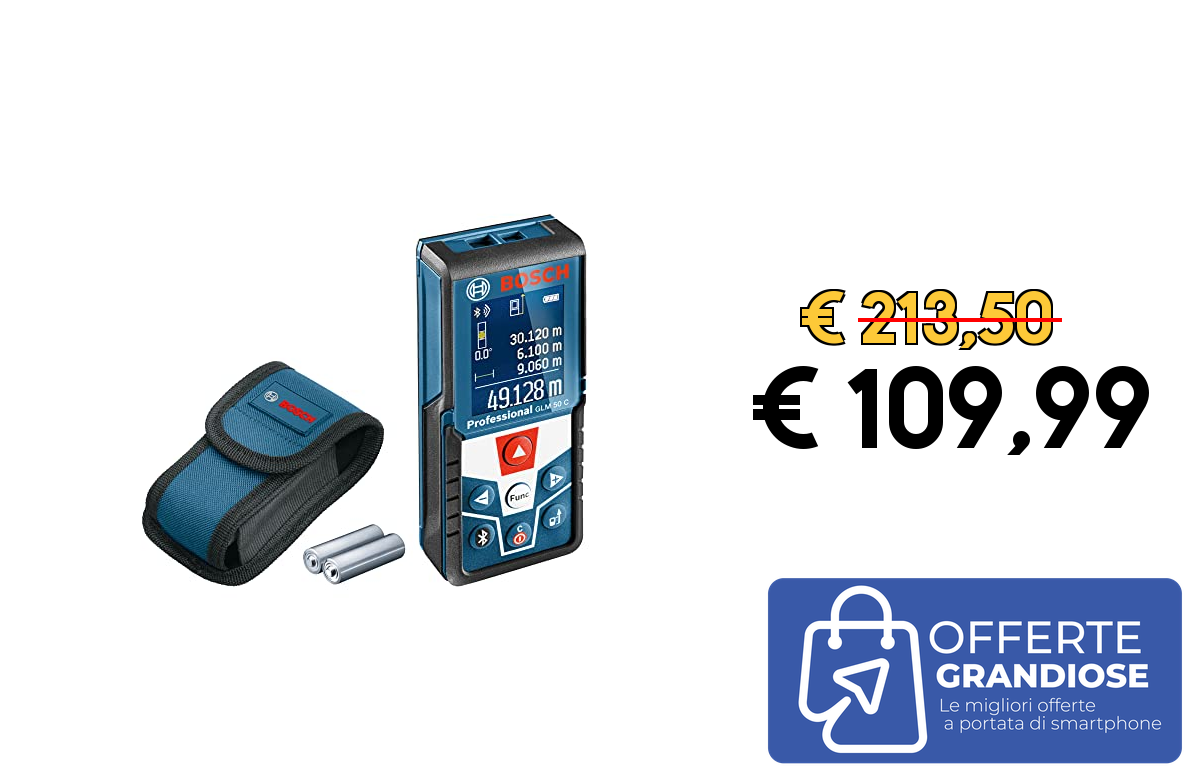 BOSCH
30.120 m
0.0°
6.100 m
9.060 m
49.128 m
Professional GLM 50 C
Func
C
BOSCH
€ 213,50
€ 109,99
OFFERTE
GRANDIOSE
Le migliori offerte
a portata di smartphone